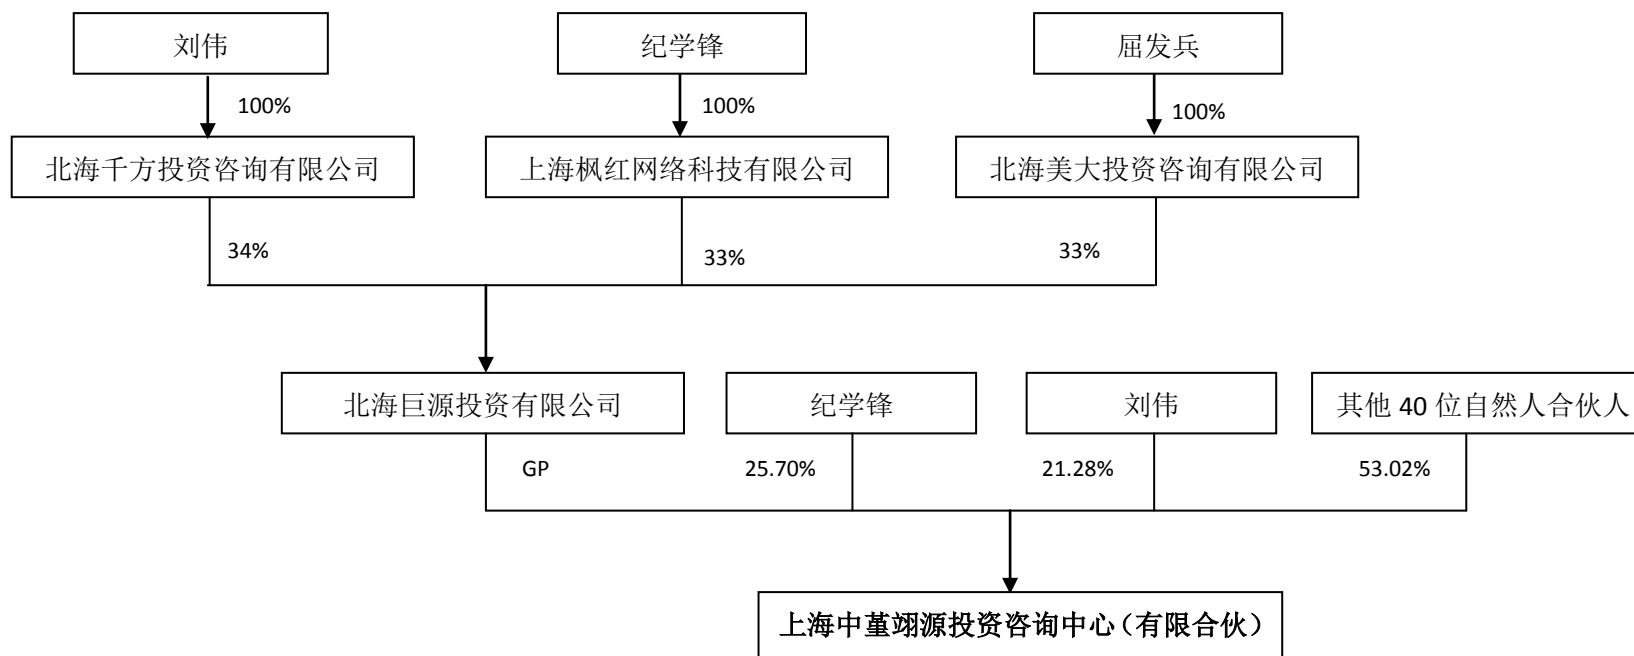 刘伟
纪学锋
屈发兵
100%
100%
100%
北海千方投资咨询有限公司
上海枫红网络科技有限公司
北海美大投资咨询有限公司
34%
33%
33%
北海巨源投资有限公司
纪学锋
刘伟
其他 40 位自然人合伙人
GP
25.70%
21.28%
53.02%
上海中堇翊源投资咨询中心（有限合伙）